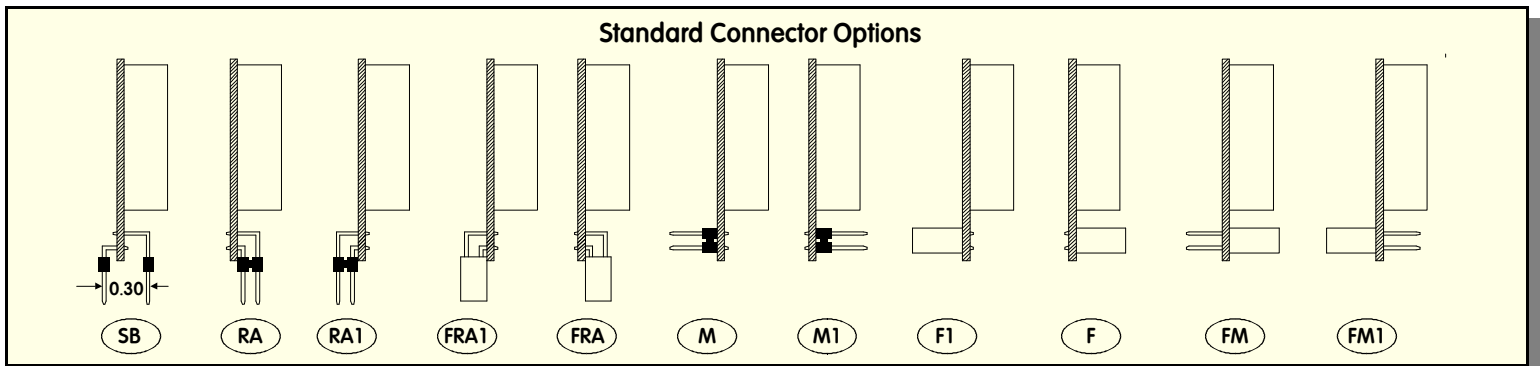 Standard Connector Options
0.30
SB RA RA1 FRA1 FRA M M1 F1 F FM FM1